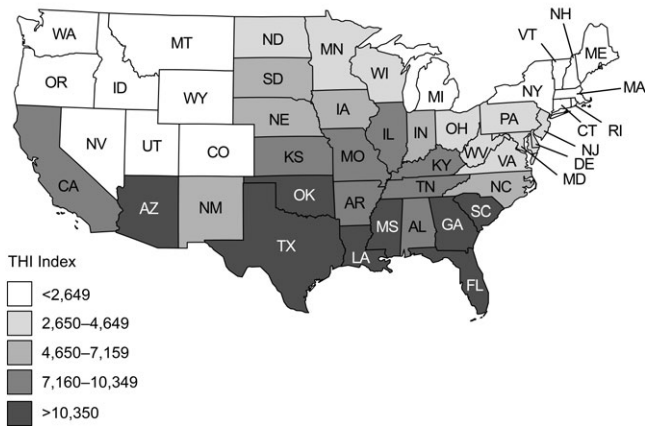 NH
VT
WA
MT
ND
MN
ME
OR
ID
SD
WI
MI
NY
MA
WY
IA
PA
RI
NE
IL
IN
OH
CT
NV
UT
CO
WV
NJ
CA
KS
MO
KY
VA
DE
MD
AZ
NM
OK
AR
TN
NC
SC
TX
MS
AL
GA
LA
FL
THI Index
<2,649
2,650–4,649
4,650–7,159
7,160–10,349
>10,350